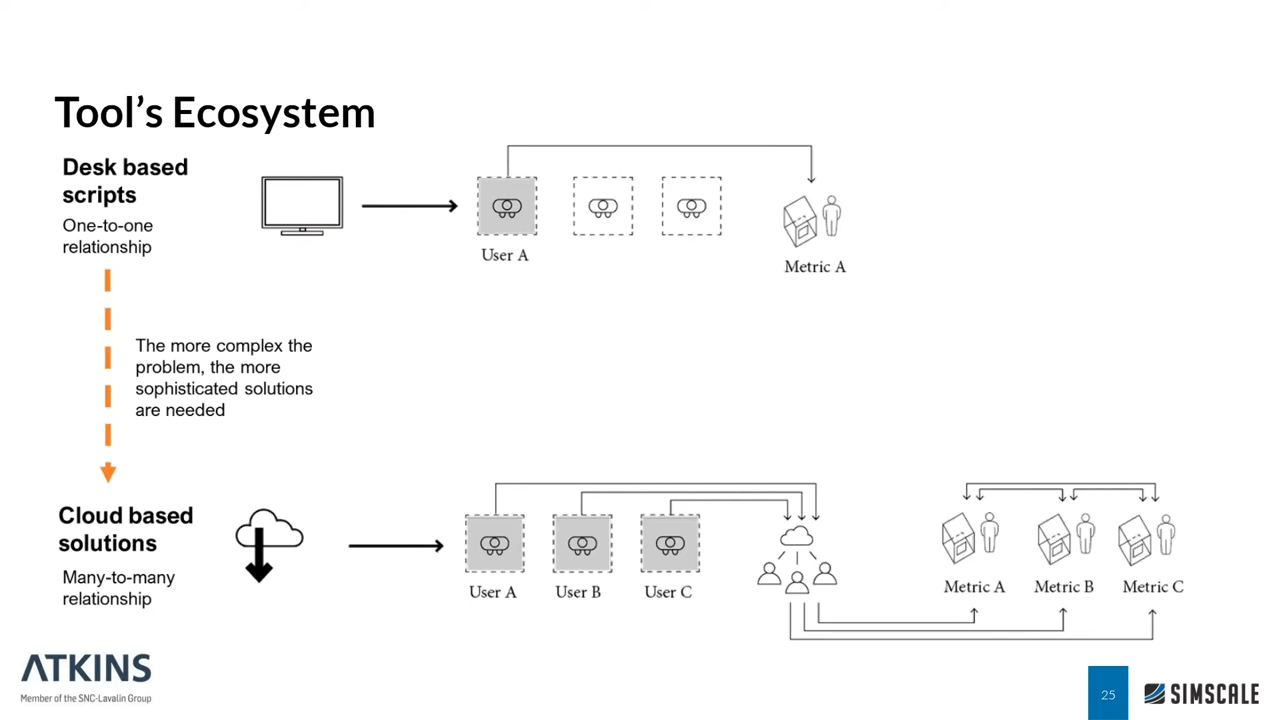 Tool's Ecosystem
Desk based
scripts
One-to-one
relationship
User A
Metric A
The more complex the
problem, the more
sophisticated solutions
are needed
Cloud based
solutions
Many-to-many
relationship
User A
User B
User C
Metric A
Metric B
Metric C
ATKINS
Member of the SNC-Lavalin Group
25
SIMSCALE